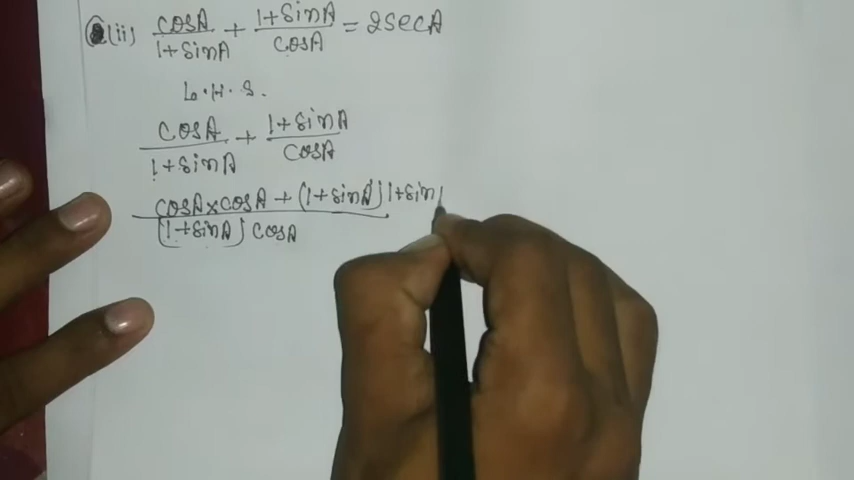 (ii) cosA/1+sinA + 1+sinA/cosA = 2secA
L.H.S.
cosA/1+sinA + 1+sinA/cosA
cosA×cosA + (1+sinA)1+sin
(1+sinA) cosA